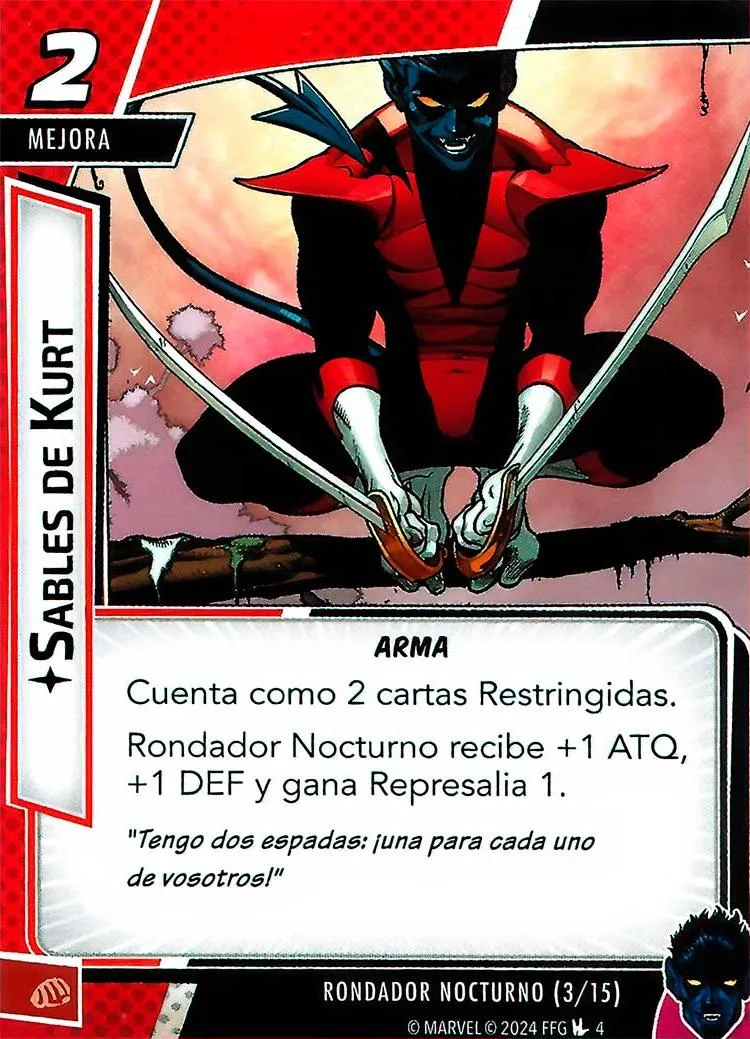 2
MEJORA
SABLES DE KURT
ARMA
Cuenta como 2 cartas Restringidas.
Rondador Nocturno recibe +1 ATQ,
+1 DEF y gana Represalia 1.
"Tengo dos espadas: ¡una para cada uno
de vosotros!"
RONDADOR NOCTURNO (3/15)
© MARVEL © 2024 FFG 4